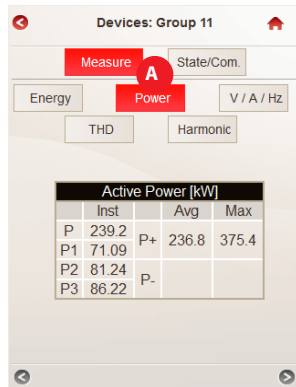 Devices: Group 11
Measure State/Com.
A
Energy Power V / A / Hz
THD Harmonic
Active Power [kW]
Inst Avg Max
P 239.2 P+ 236.8 375.4
P1 71.09
P2 81.24 P-
P3 86.22